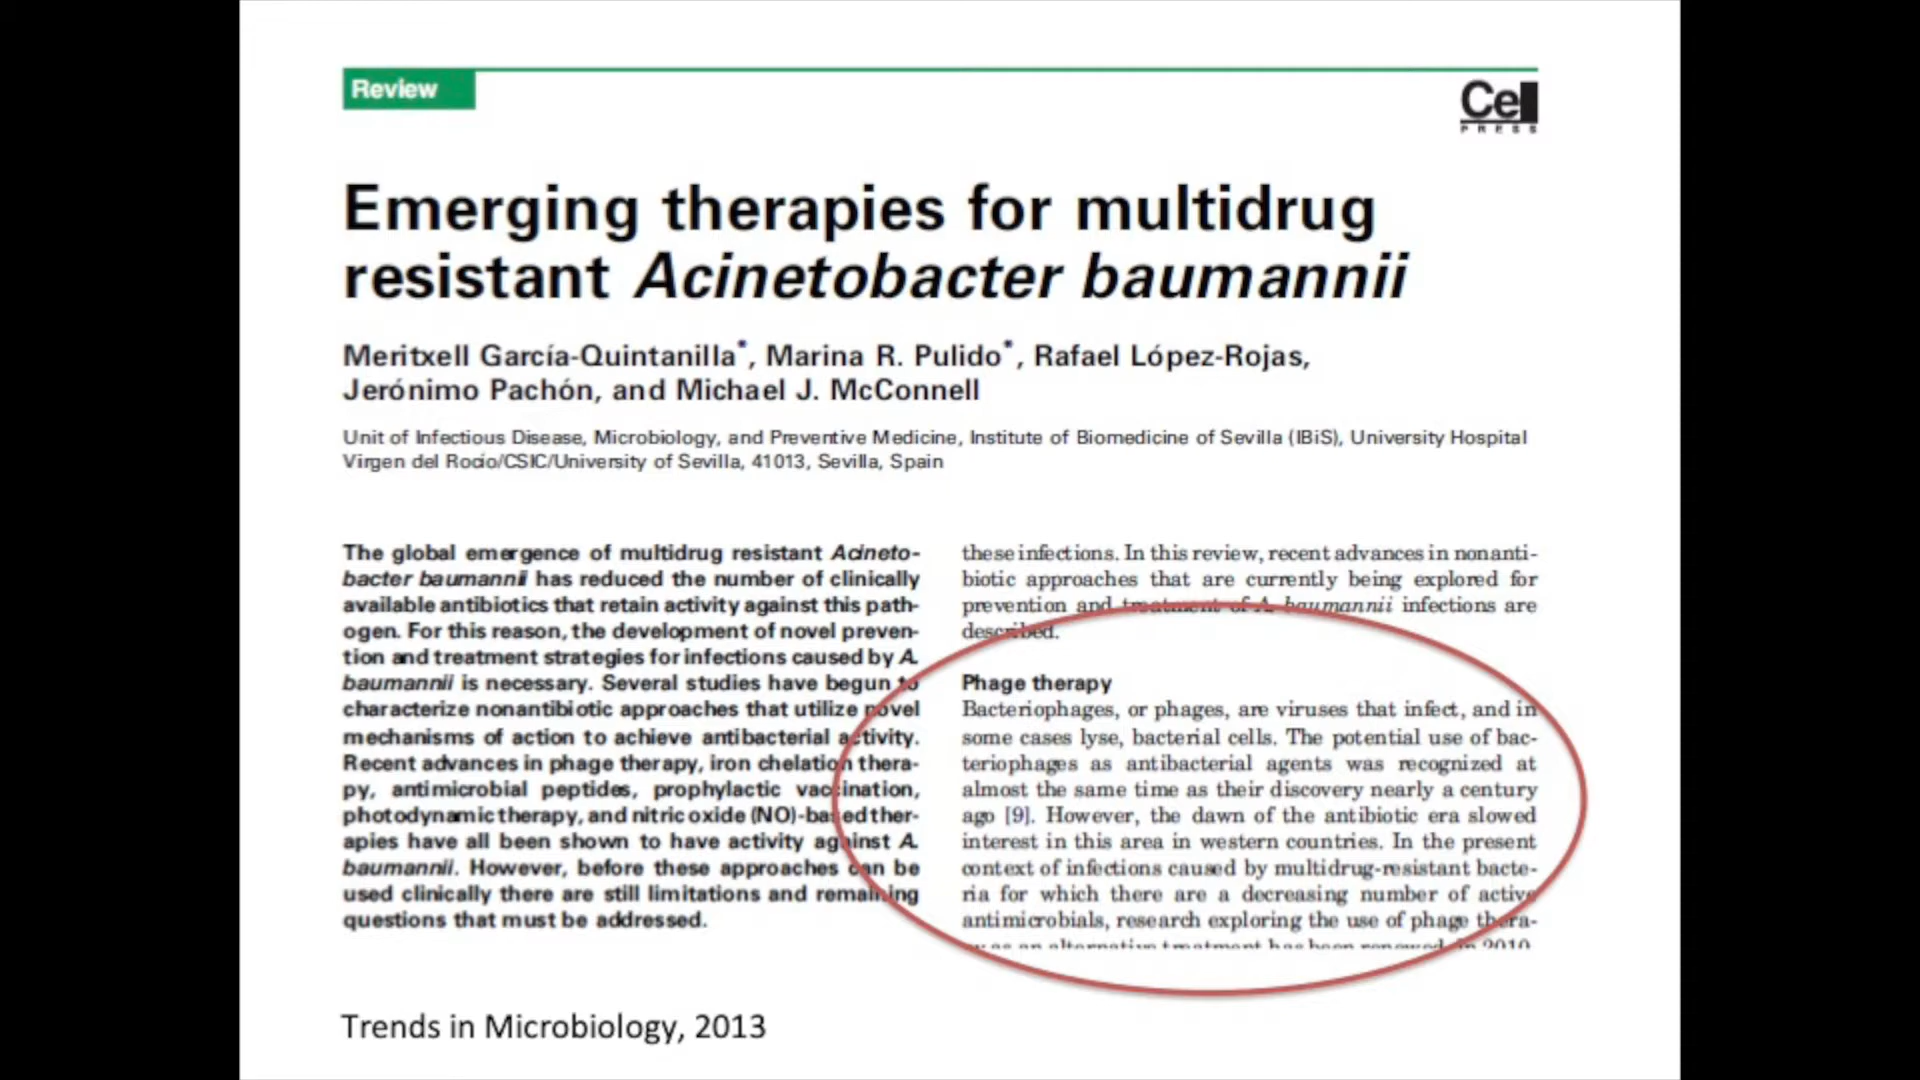 Review
Cell
PRESS
Emerging therapies for multidrug
resistant Acinetobacter baumannii
Meritxell García-Quintanilla*, Marina R. Pulido*, Rafael López-Rojas,
Jerónimo Pachón, and Michael J. McConnell
Unit of Infectious Disease, Microbiology, and Preventive Medicine, Institute of Biomedicine of Sevilla (IBiS), University Hospital
Virgen del Rocío/CSIC/University of Sevilla, 41013, Sevilla, Spain
The global emergence of multidrug resistant Acineto-
bacter baumannii has reduced the number of clinically
available antibiotics that retain activity against this path-
ogen. For this reason, the development of novel preven-
tion and treatment strategies for infections caused by A.
baumannii is necessary. Several studies have begun to
characterize nonantibiotic approaches that utilize novel
mechanisms of action to achieve antibacterial activity.
Recent advances in phage therapy, iron chelation thera-
py, antimicrobial peptides, prophylactic vaccination,
photodynamic therapy, and nitric oxide (NO)-based ther-
apies have all been shown to have activity against A.
baumannii. However, before these approaches can be
used clinically there are still limitations and remaining
questions that must be addressed.
these infections. In this review, recent advances in nonanti-
biotic approaches that are currently being explored for
prevention and treatment of A. baumannii infections are
described.
Phage therapy
Bacteriophages, or phages, are viruses that infect, and in
some cases lyse, bacterial cells. The potential use of bac-
teriophages as antibacterial agents was recognized at
almost the same time as their discovery nearly a century
ago [9]. However, the dawn of the antibiotic era slowed
interest in this area in western countries. In the present
context of infections caused by multidrug-resistant bacte-
ria for which there are a decreasing number of active
antimicrobials, research exploring the use of phage thera-
py as an alternative treatment has been renewed. In 2010,
Trends in Microbiology, 2013